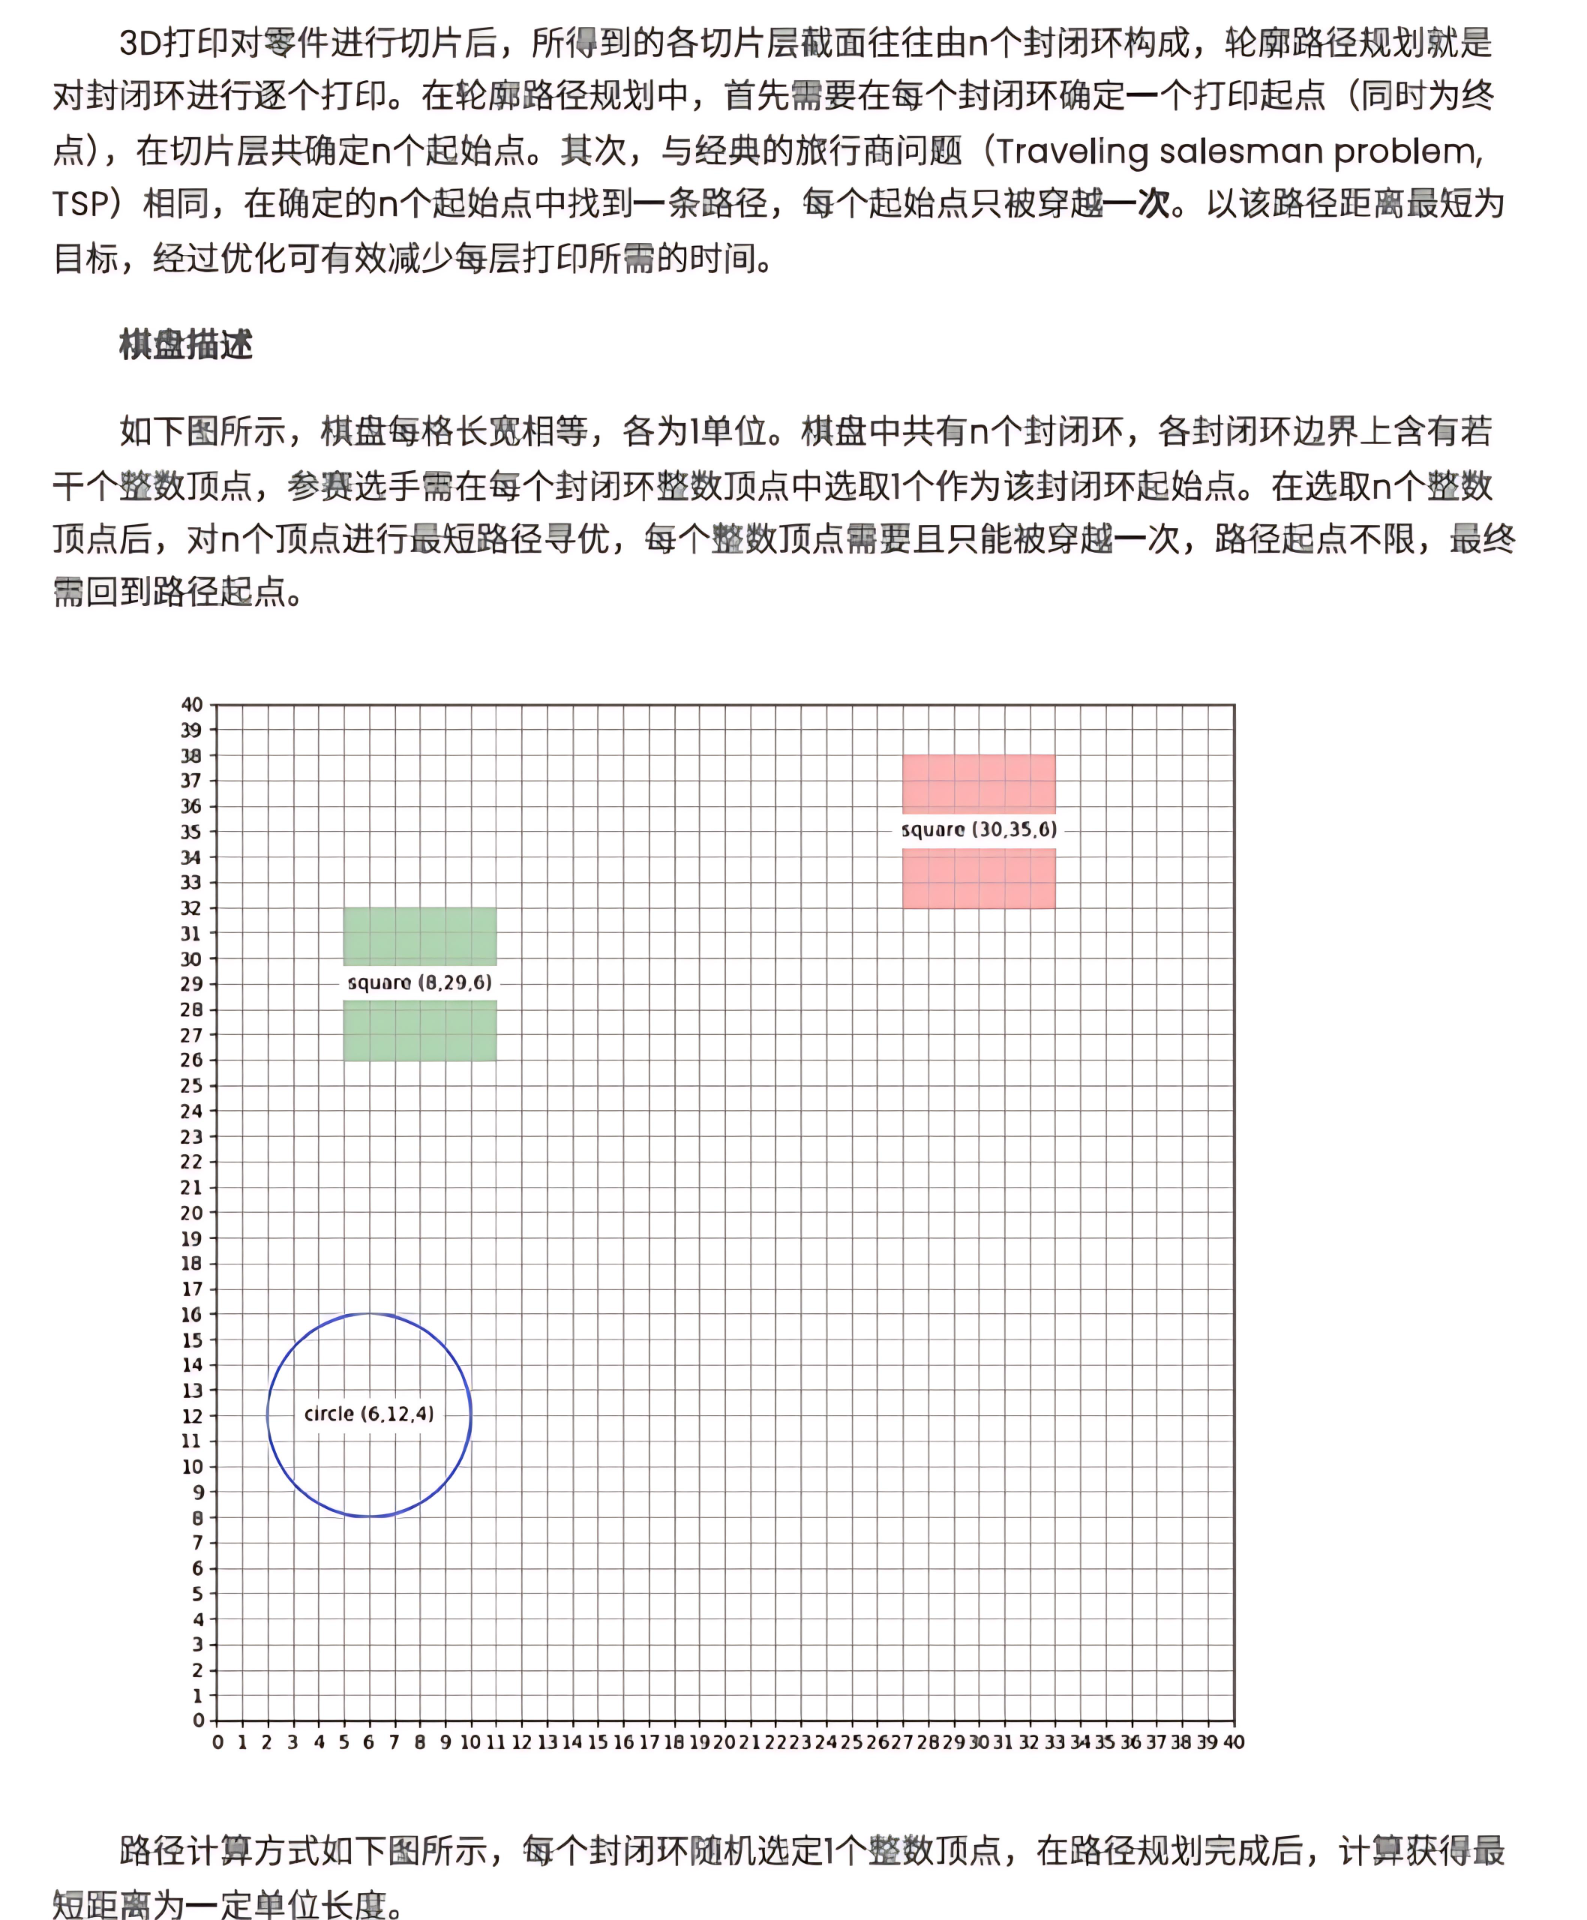 3D打印对零件进行切片后，所得到的各切片层截面往往由n个封闭环构成，轮廓路径规划就是
对封闭环进行逐个打印。在轮廓路径规划中，首先需要在每个封闭环确定一个打印起点（同时为终
点），在切片层共确定n个起始点。其次，与经典的旅行商问题（Traveling salesman problem,
TSP）相同，在确定的n个起始点中找到一条路径，每个起始点只被穿越一次。以该路径距离最短为
目标，经过优化可有效减少每层打印所需的时间。
棋盘描述
如下图所示，棋盘每格长宽相等，各为1单位。棋盘中共有n个封闭环，各封闭环边界上含有若
干个整数顶点，参赛选手需在每个封闭环整数顶点中选取1个作为该封闭环起始点。在选取n个整数
顶点后，对n个顶点进行最短路径寻优，每个整数顶点需要且只能被穿越一次，路径起点不限，最终
需回到路径起点。
40
39
38
37
36
35
square (30,35,6)
34
33
32
31
30
29
square (8,29,6)
28
27
26
25
24
23
22
21
20
19
18
17
16
15
14
13
12
circle (6,12,4)
11
10
9
8
7
6
5
4
3
2
1
0
0 1 2 3 4 5 6 7 8 9 10 11 12 13 14 15 16 17 18 19 20 21 22 23 24 25 26 27 28 29 30 31 32 33 34 35 36 37 38 39 40
路径计算方式如下图所示，每个封闭环随机选定1个整数顶点，在路径规划完成后，计算获得最
短距离为一定单位长度。